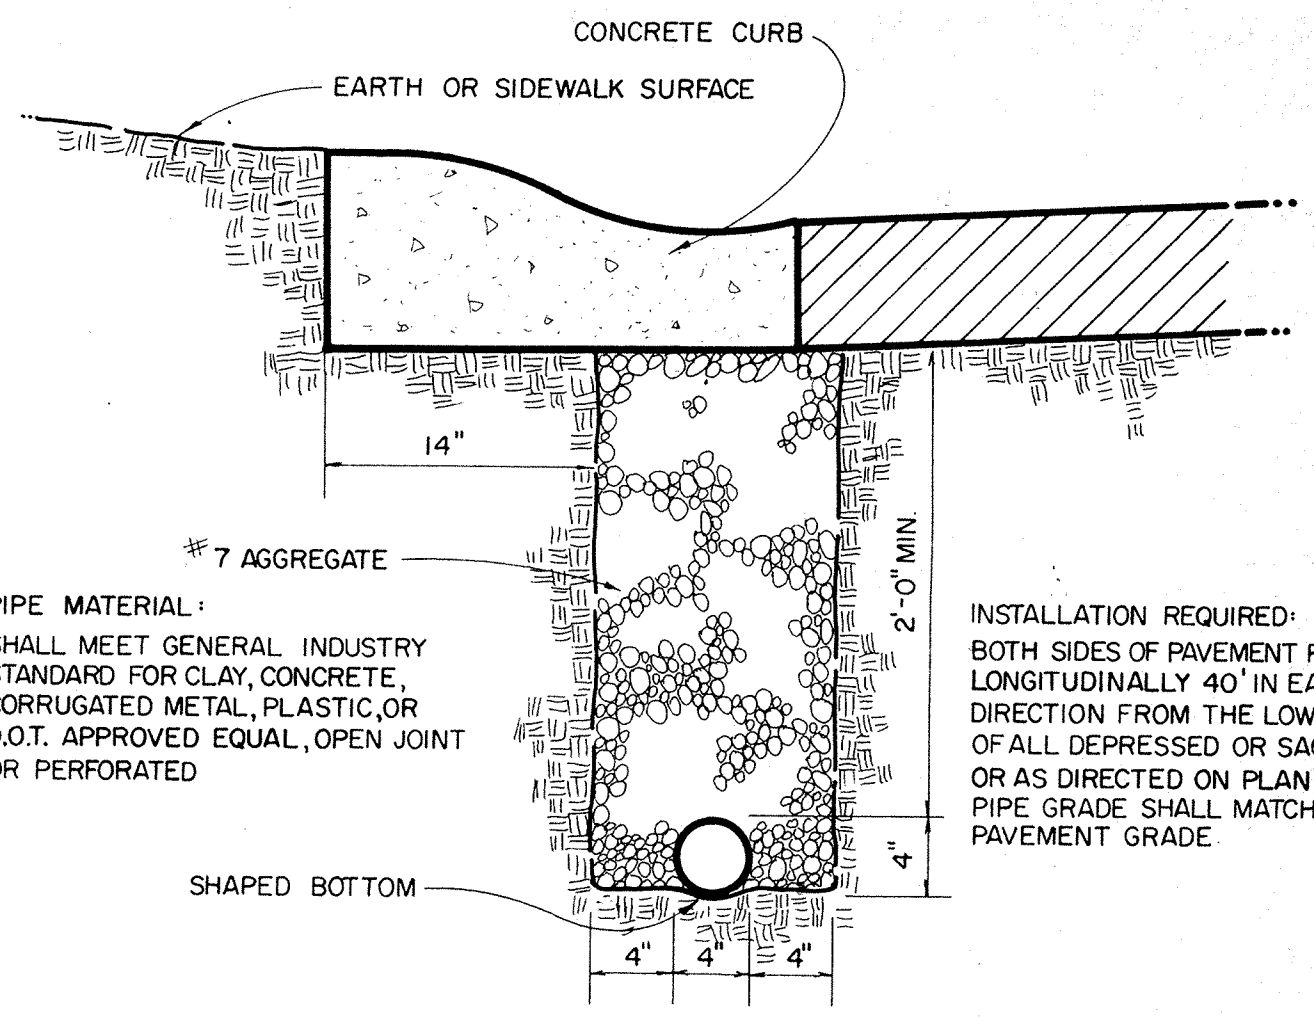 CONCRETE CURB
EARTH OR SIDEWALK SURFACE
14"
#7 AGGREGATE
2'-0" MIN.
PIPE MATERIAL:
SHALL MEET GENERAL INDUSTRY
STANDARD FOR CLAY, CONCRETE,
CORRUGATED METAL, PLASTIC, OR
D.O.T. APPROVED EQUAL, OPEN JOINT
OR PERFORATED
INSTALLATION REQUIRED:
BOTH SIDES OF PAVEMENT
LONGITUDINALLY 40' IN
DIRECTION FROM THE LOW
OF ALL DEPRESSED OR
OR AS DIRECTED ON PLAN
PIPE GRADE SHALL MATCH
PAVEMENT GRADE
4"
SHAPED BOTTOM
4" 4" 4"